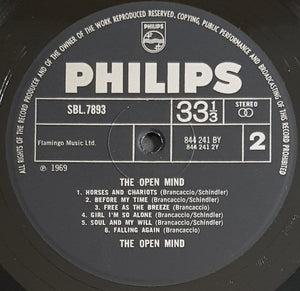 ALL RIGHTS OF THE RECORD PRODUCER AND OF THE OWNER OF THE WORK REPRODUCED RESERVED. COPYING, PUBLIC PERFORMANCE AND BROADCASTING OF THIS RECORD PROHIBITED
PHILIPS
PHILIPS
SBL.7893
33 1/3
STEREO
Flamingo Music Ltd.
844 241 BY
844 241 2Y
2
℗ 1969
THE OPEN MIND
1. HORSES AND CHARIOTS (Brancaccio/Schindler)
2. BEFORE MY TIME (Brancaccio/Schindler)
3. FREE AS THE BREEZE (Brancaccio)
4. GIRL I'M SO ALONE (Brancaccio/Schindler)
5. SOUL AND MY WILL (Brancaccio/Schindler)
6. FALLING AGAIN (Brancaccio)
THE OPEN MIND